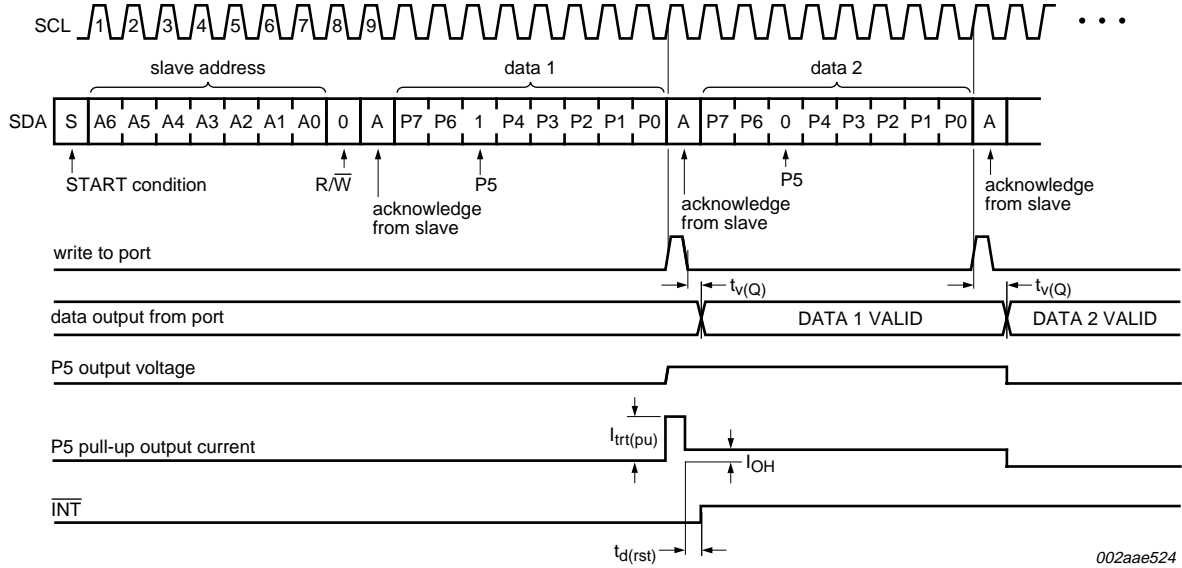 SCL 1 2 3 4 5 6 7 8 9 • • •
slave address data 1 data 2
SDA S A6 A5 A4 A3 A2 A1 A0 0 A P7 P6 1 P4 P3 P2 P1 P0 A P7 P6 0 P4 P3 P2 P1 P0 A
START condition R/W̅ P5 P5
acknowledge from slave
acknowledge from slave
acknowledge from slave
write to port
tv(Q) tv(Q)
data output from port DATA 1 VALID DATA 2 VALID
P5 output voltage
P5 pull-up output current Itrt(pu) IOH
I̅N̅T̅
td(rst)
002aae524